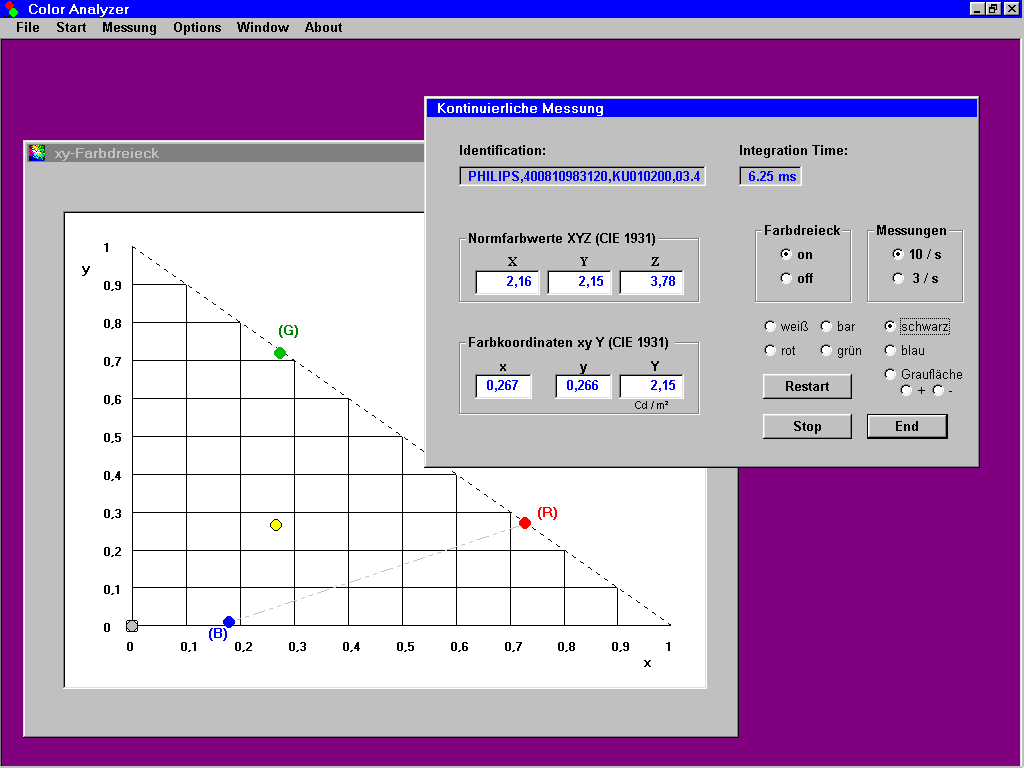 Color Analyzer
File Start Messung Options Window About
Kontinuierliche Messung
Identification: Integration Time:
PHILIPS,400810983120,KU010200,03.4 6.25 ms
Normfarbwerte XYZ (CIE 1931)
X Y Z
2,16 2,15 3,78
Farbkoordinaten xy Y (CIE 1931)
x y Y
0,267 0,266 2,15
Cd / m²
Farbdreieck
on
off
Messungen
10 / s
3 / s
weiß bar schwarz
rot grün blau
Graufläche
+ -
Restart
Stop End
xy-Farbdreieck
1
y
0,9
0,8
(G)
0,7
0,6
0,5
0,4
0,3
(R)
0,2
0,1
0
(B)
0 0,1 0,2 0,3 0,4 0,5 0,6 0,7 0,8 0,9 1
x